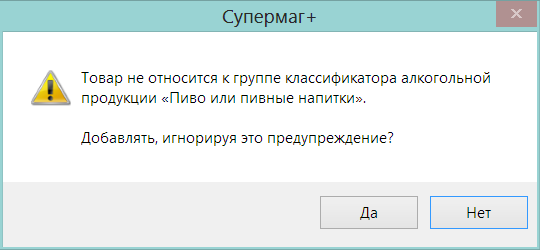 Супермаг+
Товар не относится к группе классификатора алкогольной
продукции «Пиво или пивные напитки».
Добавлять, игнорируя это предупреждение?
Да
Нет